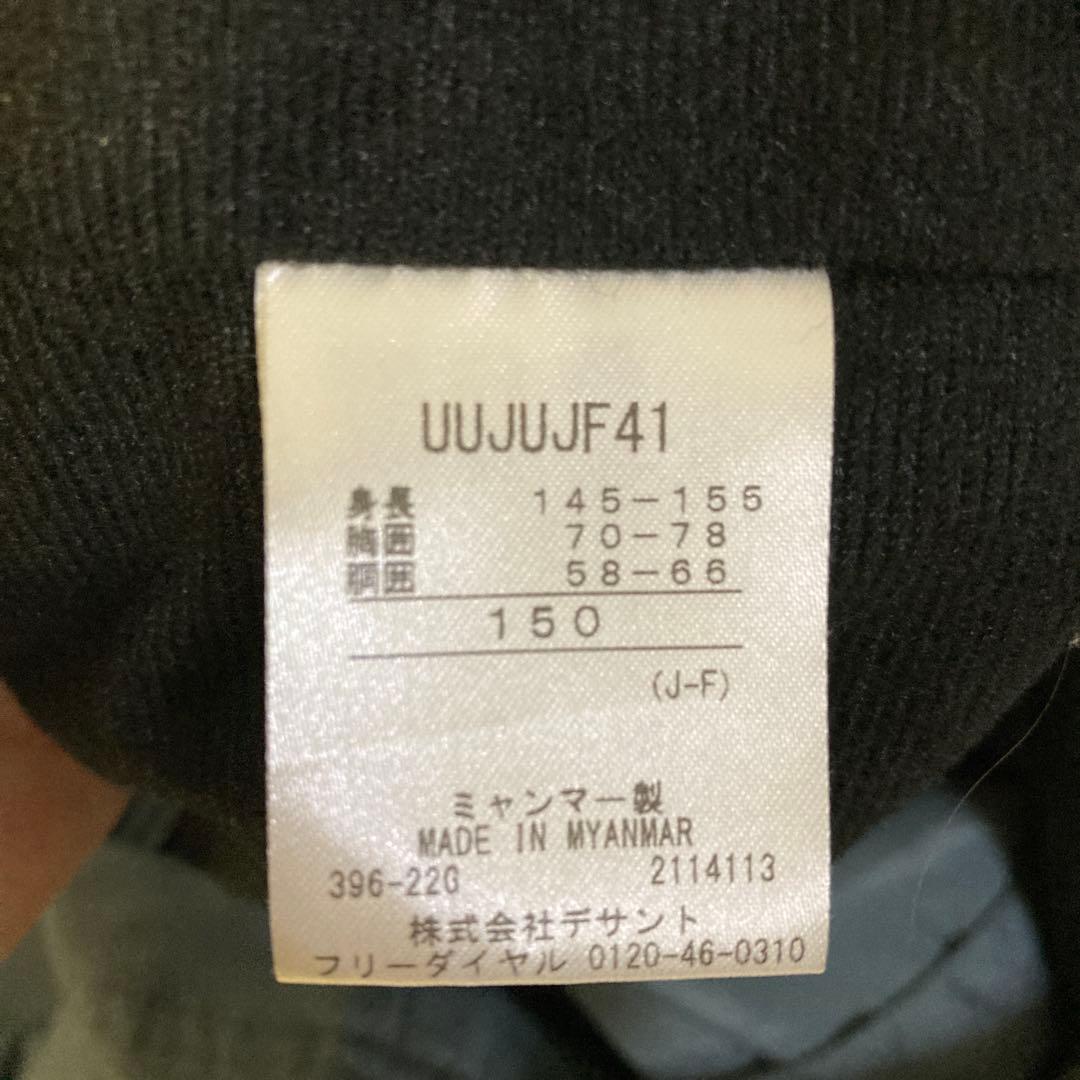 UUJUJF41
身長 145-155
胸囲 70-78
胴囲 58-66
150
(J-F)
ミャンマー製
MADE IN MYANMAR
396-22G 2114113
株式会社デサント
フリーダイヤル 0120-46-0310